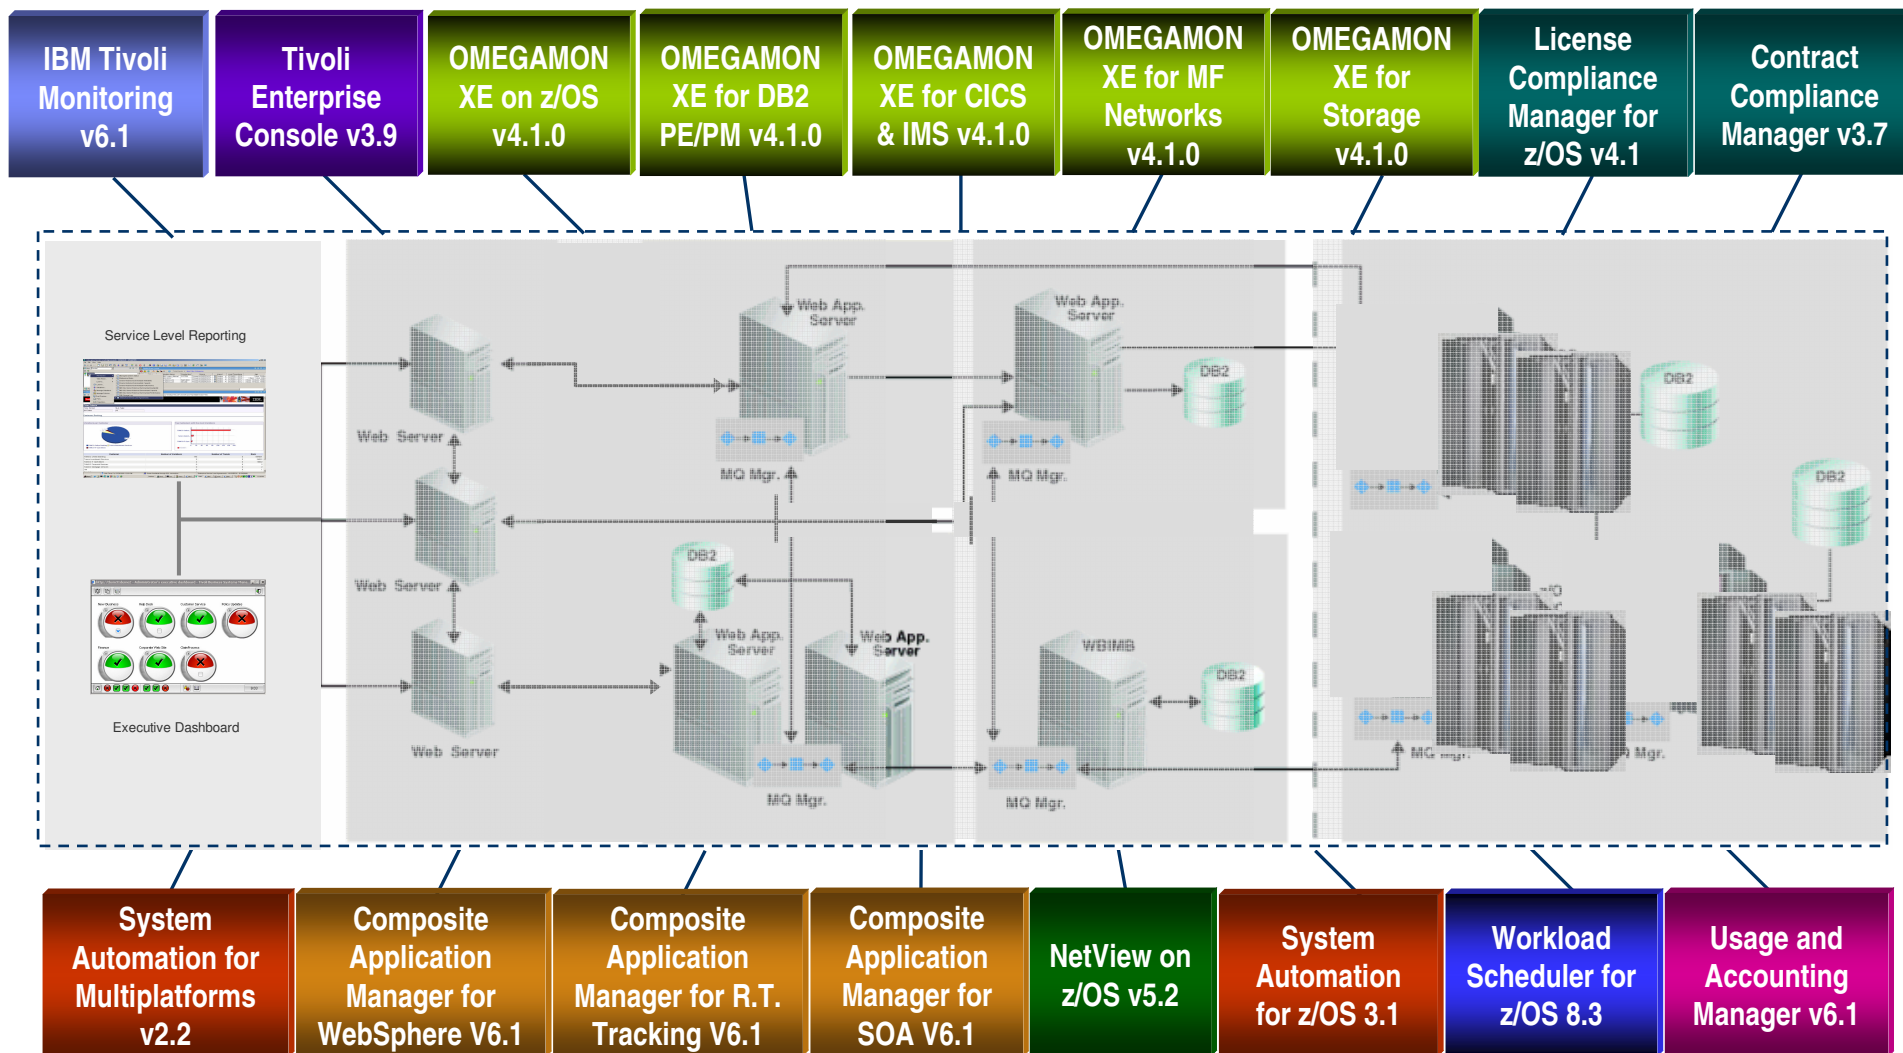 IBM Tivoli
Monitoring
v6.1
Tivoli
Enterprise
Console v3.9
OMEGAMON
XE on z/OS
v4.1.0
OMEGAMON
XE for DB2
PE/PM v4.1.0
OMEGAMON
XE for CICS
& IMS v4.1.0
OMEGAMON
XE for MF
Networks
v4.1.0
OMEGAMON
XE for
Storage
v4.1.0
License
Compliance
Manager for
z/OS v4.1
Contract
Compliance
Manager v3.7
Service Level Reporting
Executive Dashboard
Web Server
Web Server
Web Server
Web App.
Server
MQ Mgr.
Web App.
Server
DB2
MQ Mgr.
DB2
DB2
DB2
Web App.
Server
Web App.
Server
MQ Mgr.
WBIMB
DB2
MQ Mgr.
MQ Mgr.
Mgr.
System
Automation for
Multiplatforms
v2.2
Composite
Application
Manager for
WebSphere V6.1
Composite
Application
Manager for R.T.
Tracking V6.1
Composite
Application
Manager for
SOA V6.1
NetView on
z/OS v5.2
System
Automation
for z/OS 3.1
Workload
Scheduler for
z/OS 8.3
Usage and
Accounting
Manager v6.1